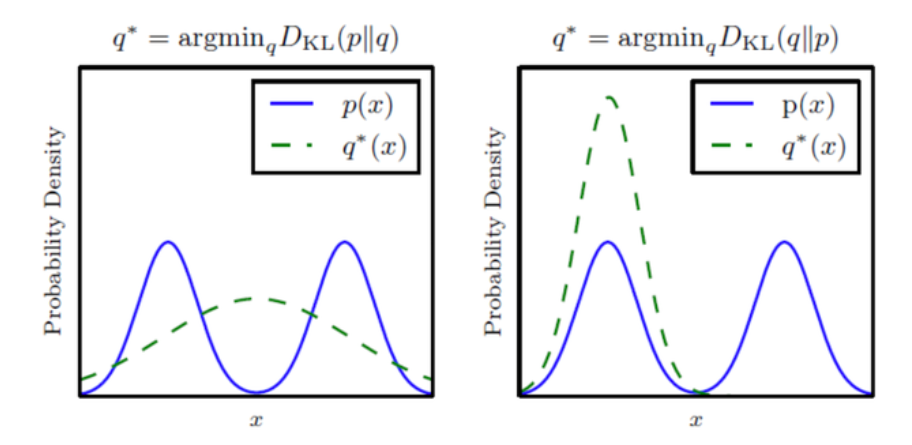 q* = argmin_q D_KL(p‖q)
p(x)
q*(x)
Probability Density
x
q* = argmin_q D_KL(q‖p)
p(x)
q*(x)
Probability Density
x